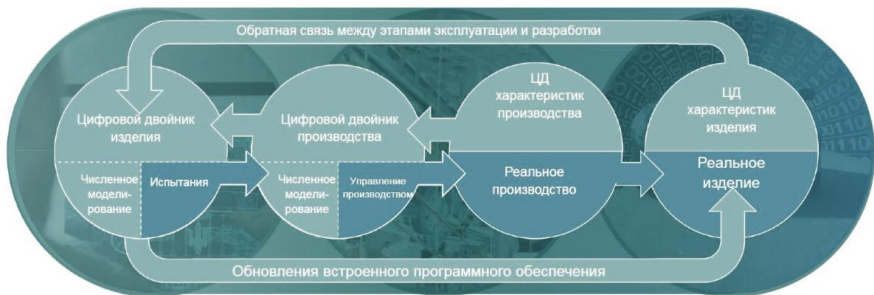 Обратная связь между этапами эксплуатации и разработки
Цифровой двойник
изделия
Численное
модели-
рование
Испытания
Цифровой двойник
производства
Численное
модели-
рование
Управление
производством
ЦД
характеристик
производства
Реальное
производство
ЦД
характеристик
изделия
Реальное
изделие
Обновления встроенного программного обеспечения